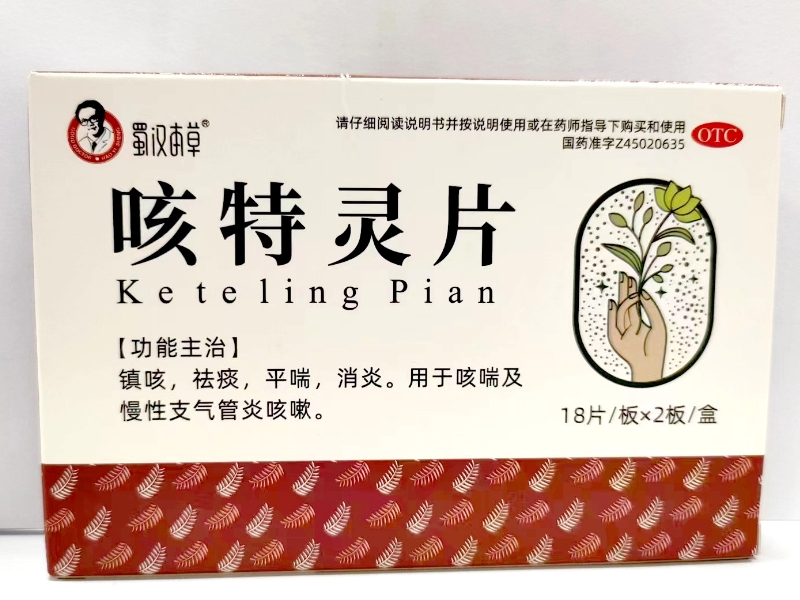 蜀汉本草®
请仔细阅读说明书并按说明使用或在药师指导下购买和使用
国药准字Z45020635
OTC
咳特灵片
Keteling Pian
【功能主治】
镇咳，祛痰，平喘，消炎。用于咳喘及
慢性支气管炎咳嗽。
18片/板×2板/盒